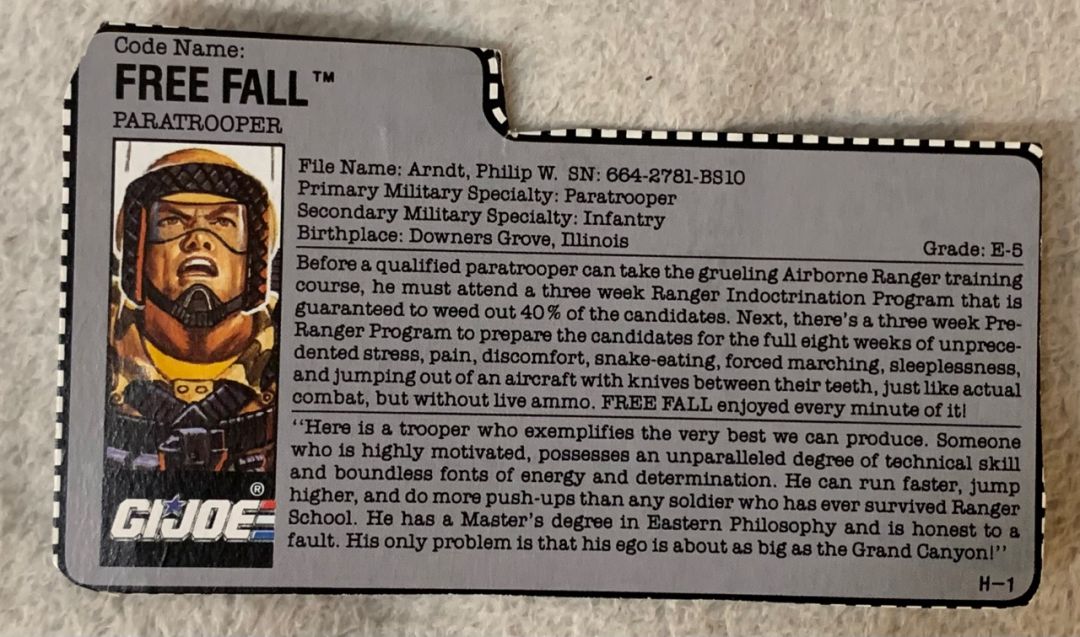 Code Name:
FREE FALL™
PARATROOPER
File Name: Arndt, Philip W. SN: 664-2781-BS10
Primary Military Specialty: Paratrooper
Secondary Military Specialty: Infantry
Birthplace: Downers Grove, Illinois
Grade: E-5
Before a qualified paratrooper can take the grueling Airborne Ranger training
course, he must attend a three week Ranger Indoctrination Program that is
guaranteed to weed out 40% of the candidates. Next, there's a three week Pre-
Ranger Program to prepare the candidates for the full eight weeks of unprece-
dented stress, pain, discomfort, snake-eating, forced marching, sleeplessness,
and jumping out of an aircraft with knives between their teeth, just like actual
combat, but without live ammo. FREE FALL enjoyed every minute of it!
"Here is a trooper who exemplifies the very best we can produce. Someone
who is highly motivated, possesses an unparalleled degree of technical skill
and boundless fonts of energy and determination. He can run faster, jump
higher, and do more push-ups than any soldier who has ever survived Ranger
School. He has a Master's degree in Eastern Philosophy and is honest to a
fault. His only problem is that his ego is about as big as the Grand Canyon!"
GI JOE®
H-1